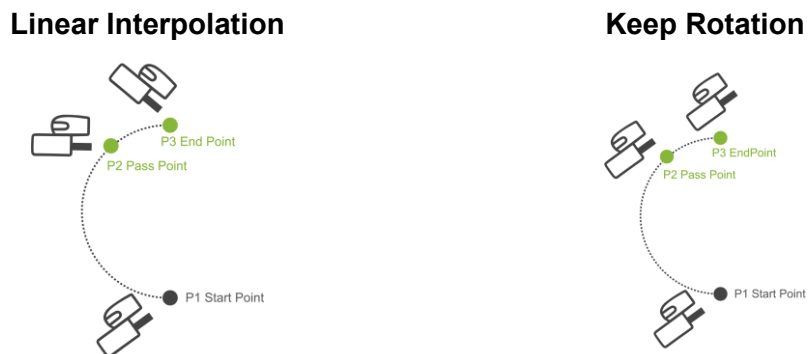 Linear Interpolation
Keep Rotation
P3 End Point
P2 Pass Point
P1 Start Point
P3 EndPoint
P2 Pass Point
P1 Start Point